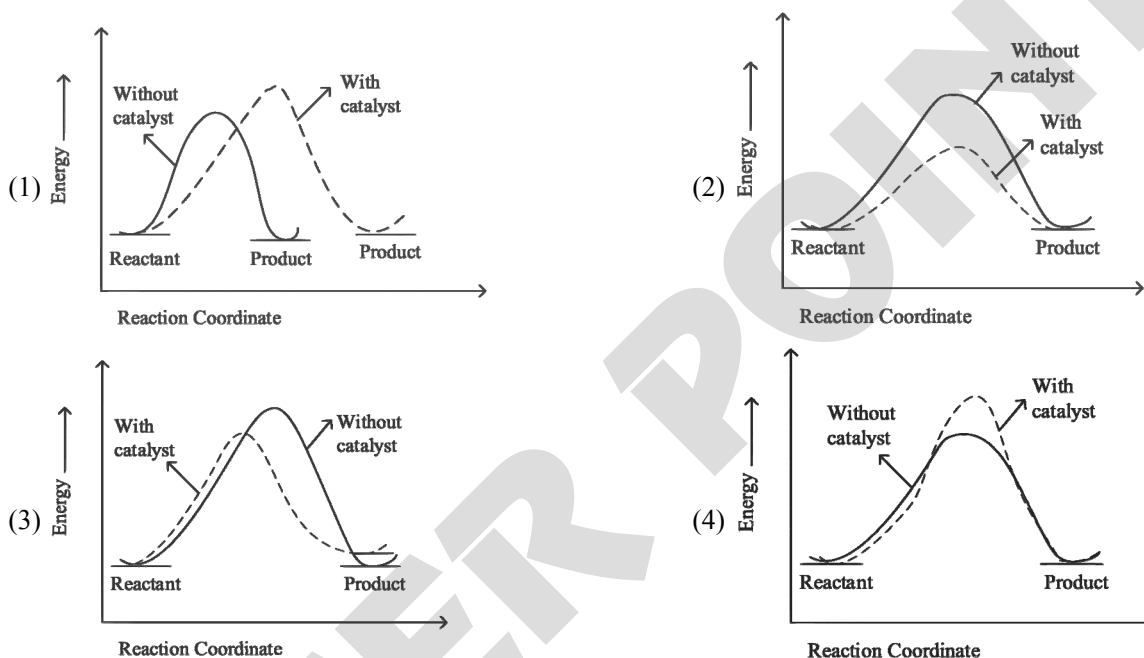 (1)
Energy
Without
catalyst
With
catalyst
Reactant
Product
Product
Reaction Coordinate
(2)
Energy
Without
catalyst
With
catalyst
Reactant
Product
Reaction Coordinate
(3)
Energy
With
catalyst
Without
catalyst
Reactant
Product
Reaction Coordinate
(4)
Energy
Without
catalyst
With
catalyst
Reactant
Product
Reaction Coordinate